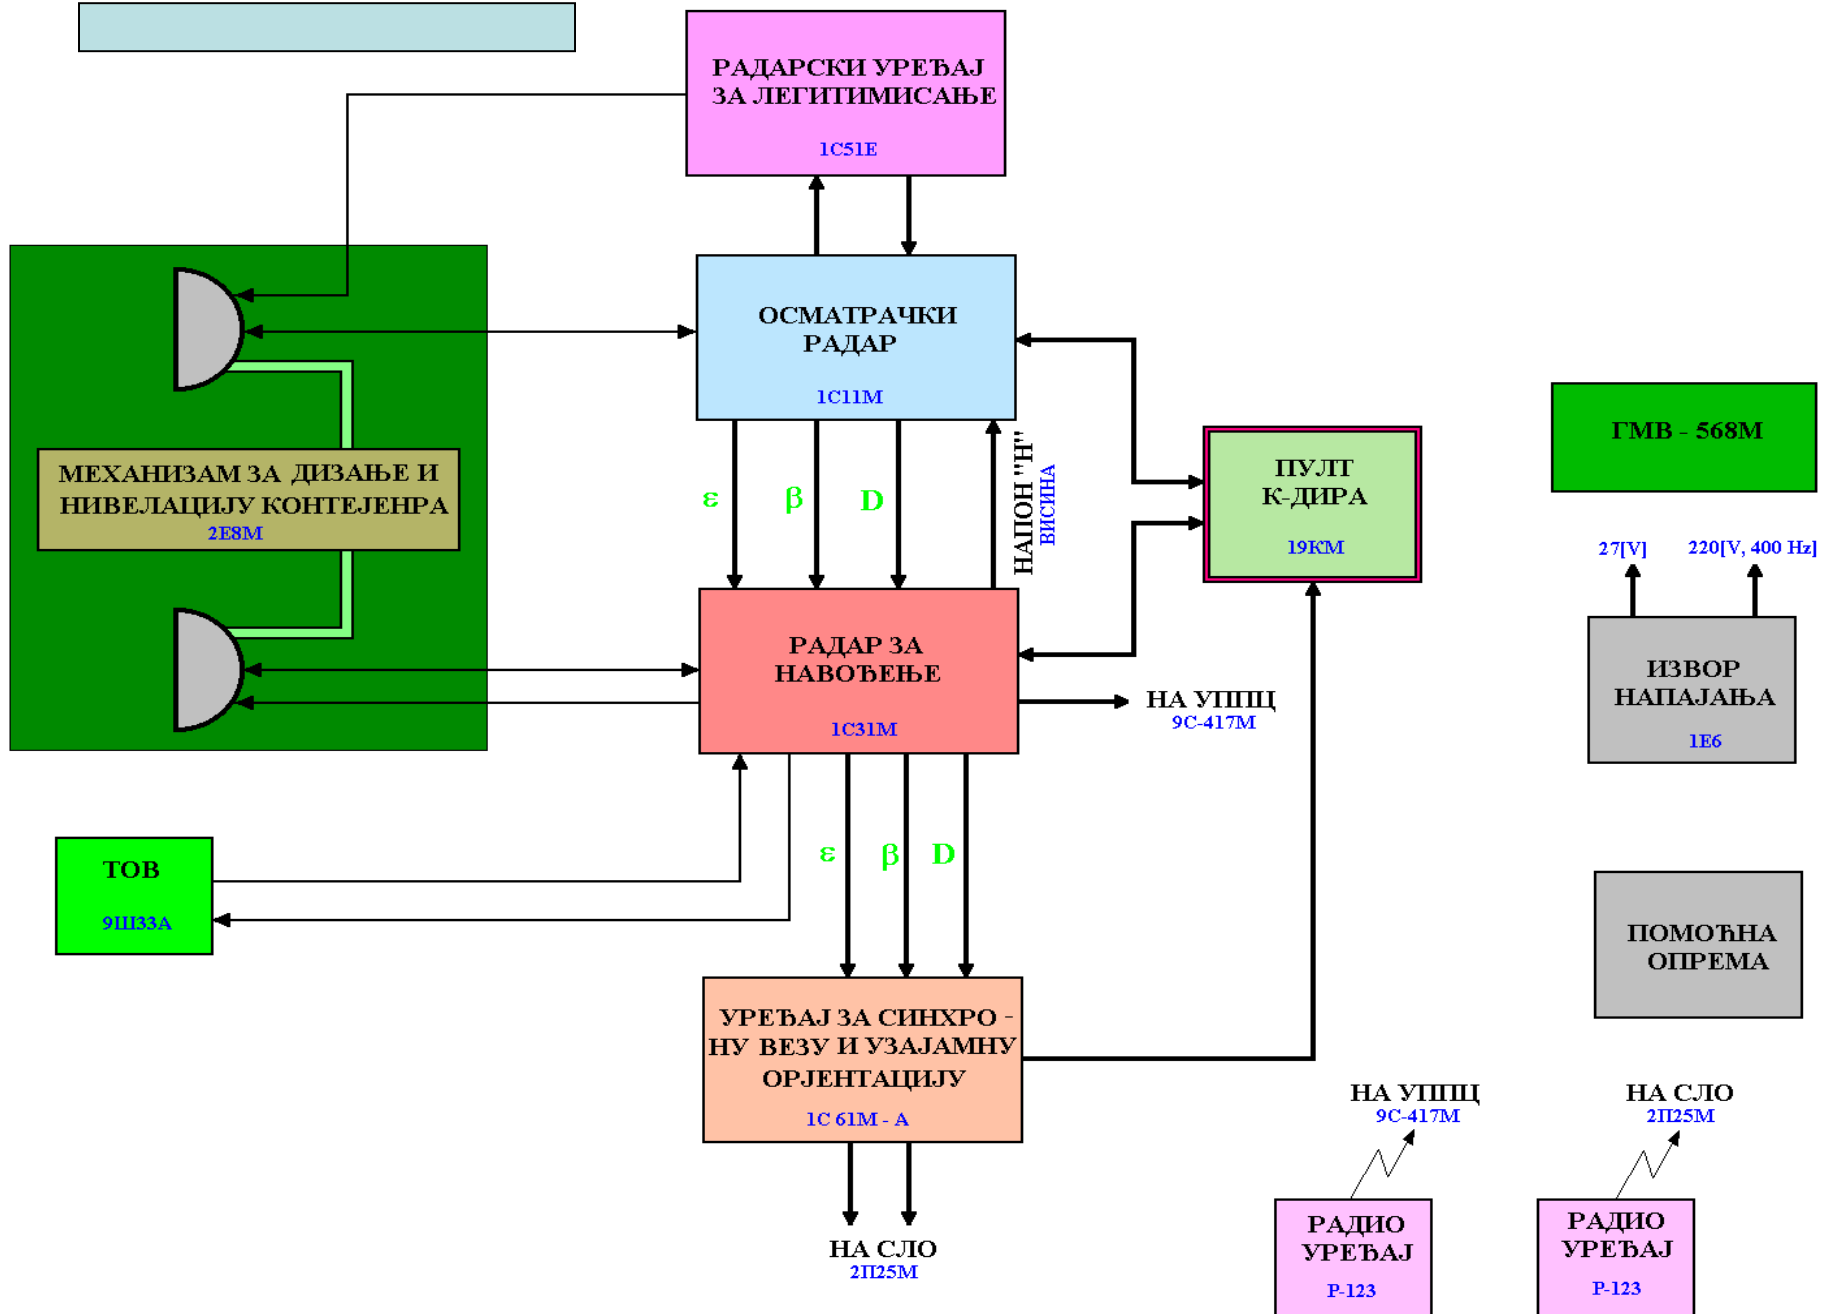 РАДАРСКИ УРЕЂАЈ
ЗА ЛЕГИТИМИСАЊЕ
1С51Е
ОСМАТРАЧКИ
РАДАР
1С11М
МЕХАНИЗАМ ЗА ДИЗАЊЕ И
НИВЕЛАЦИЈУ КОНТЕЈЕНРА
2Е8М
ε
β
D
НАПОН "Н"
ВИСИНА
ПУЛТ
К-ДИРА
19КМ
ГМВ - 568М
27[V]
220[V, 400 Hz]
ИЗВОР
НАПАЈАЊА
1Е6
РАДАР ЗА
НАВОЂЕЊЕ
1С31М
НА УППЦ
9С-417М
ТОВ
9Ш33А
ε
β
D
ПОМОЋНА
ОПРЕМА
УРЕЂАЈ ЗА СИНХРО -
НУ ВЕЗУ И УЗАЈАМНУ
ОРЈЕНТАЦИЈУ
1С 61М - А
НА СЛО
2П25М
НА УППЦ
9С-417М
РАДИО
УРЕЂАЈ
Р-123
НА СЛО
2П25М
РАДИО
УРЕЂАЈ
Р-123